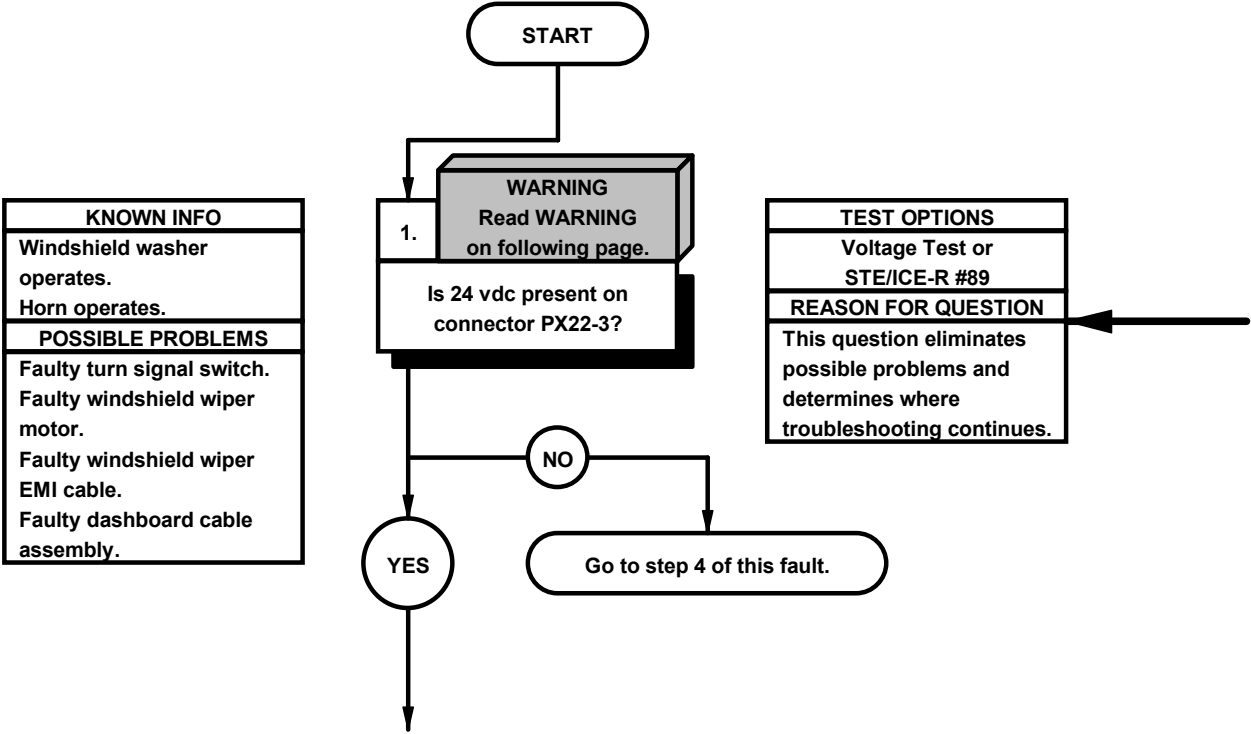 START
KNOWN INFO
Windshield washer
operates.
Horn operates.
POSSIBLE PROBLEMS
Faulty turn signal switch.
Faulty windshield wiper
motor.
Faulty windshield wiper
EMI cable.
Faulty dashboard cable
assembly.
1.
WARNING
Read WARNING
on following page.
Is 24 vdc present on
connector PX22-3?
TEST OPTIONS
Voltage Test or
STE/ICE-R #89
REASON FOR QUESTION
This question eliminates
possible problems and
determines where
troubleshooting continues.
NO
YES
Go to step 4 of this fault.